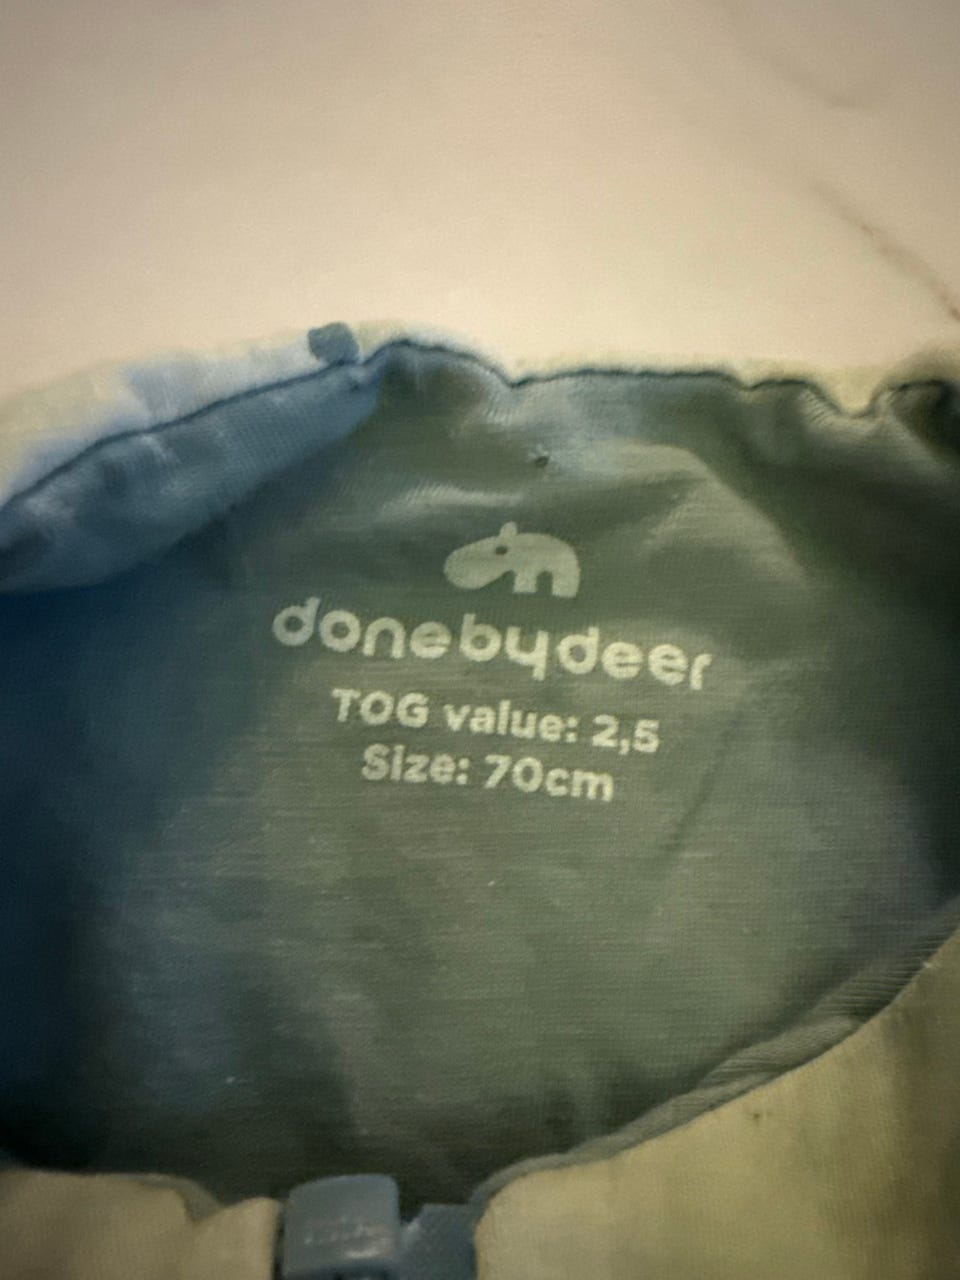 donebydeer
TOG value: 2,5
Size: 70cm